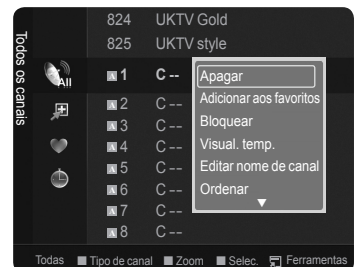 Todos os canais
824 UKTV Gold
825 UKTV style
All
A 1 C --
A 2 C --
A 3 C --
A 4 C --
A 5 C --
A 6 C --
A 7 C --
A 8 C --
Apagar
Adicionar aos favoritos
Bloquear
Visual. temp.
Editar nome de canal
Ordenar
Todas Tipo de canal Zoom Selec. Ferramentas